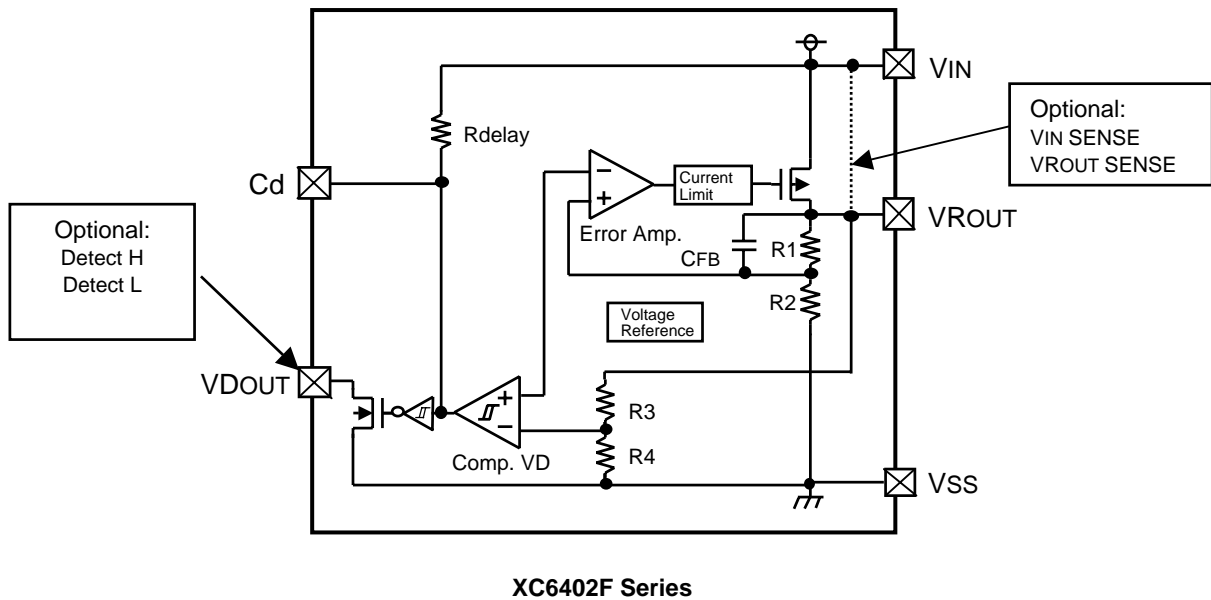 VIN
Optional:
VIN SENSE
VROUT SENSE
Rdelay
Cd
Current
Limit
Error Amp.
VROUT
Optional:
Detect H
Detect L
CFB
R1
R2
Voltage
Reference
VDOUT
R3
R4
Comp. VD
VSS
XC6402F Series